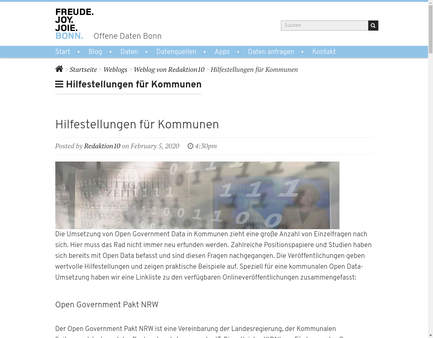 FREUDE.
JOY.
JOIE.
BONN.
Offene Daten Bonn
Suchen
Start • Blog • Daten • Datenquellen • Apps • Daten anfragen • Kontakt
Startseite Weblogs Weblog von Redaktion10 Hilfestellungen für Kommunen
Hilfestellungen für Kommunen
Hilfestellungen für Kommunen
Posted by Redaktion10 on February 5, 2020 4:30pm
Die Umsetzung von Open Government Data in Kommunen zieht eine große Anzahl von Einzelfragen nach
sich. Hier muss das Rad nicht immer neu erfunden werden. Zahlreiche Positionspapiere und Studien haben
sich bereits mit Open Data befasst und sind diesen Fragen nachgegangen. Die Veröffentlichungen geben
wertvolle Hilfestellungen und zeigen praktische Beispiele auf. Speziell für eine kommunalen Open Data-
Umsetzung haben wir eine Linkliste zu den verfügbaren Onlineveröffentlichungen zusammengefasst:
Open Government Pakt NRW
Der Open Government Pakt NRW ist eine Vereinbarung der Landesregierung, der Kommunalen